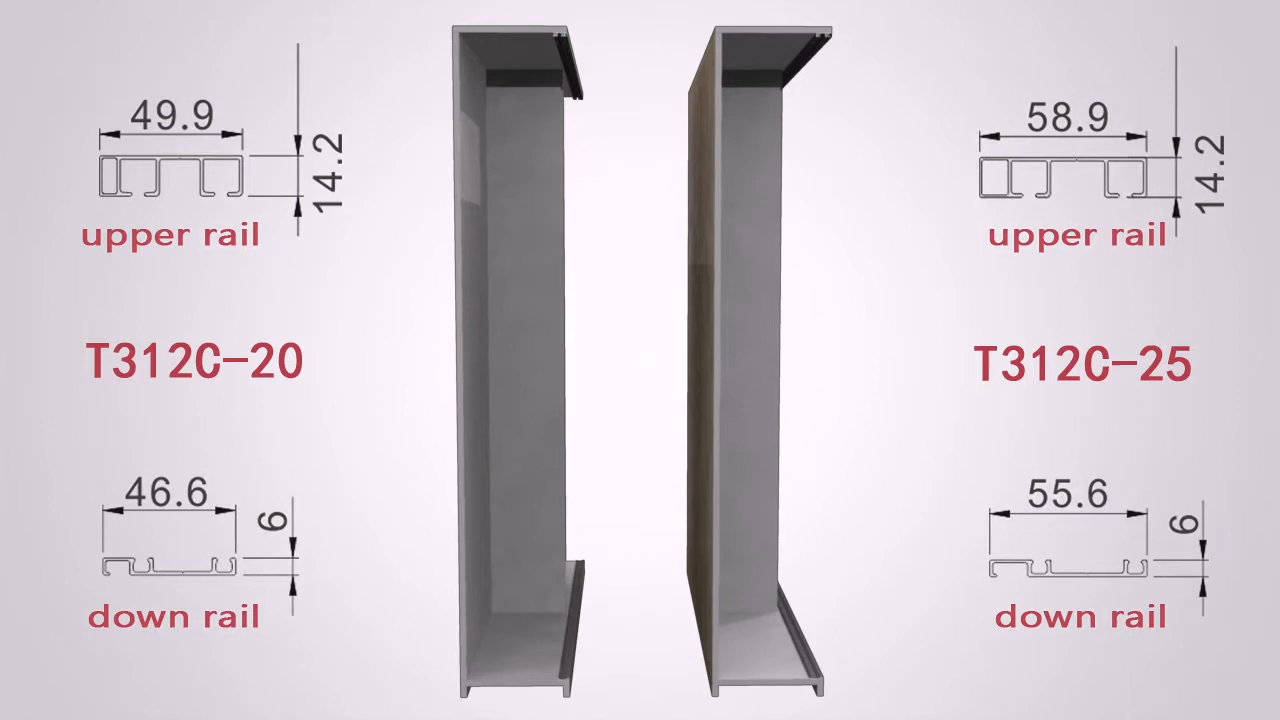 49.9
14.2
upper rail
T312C-20
46.6
6
down rail
58.9
14.2
upper rail
T312C-25
55.6
6
down rail